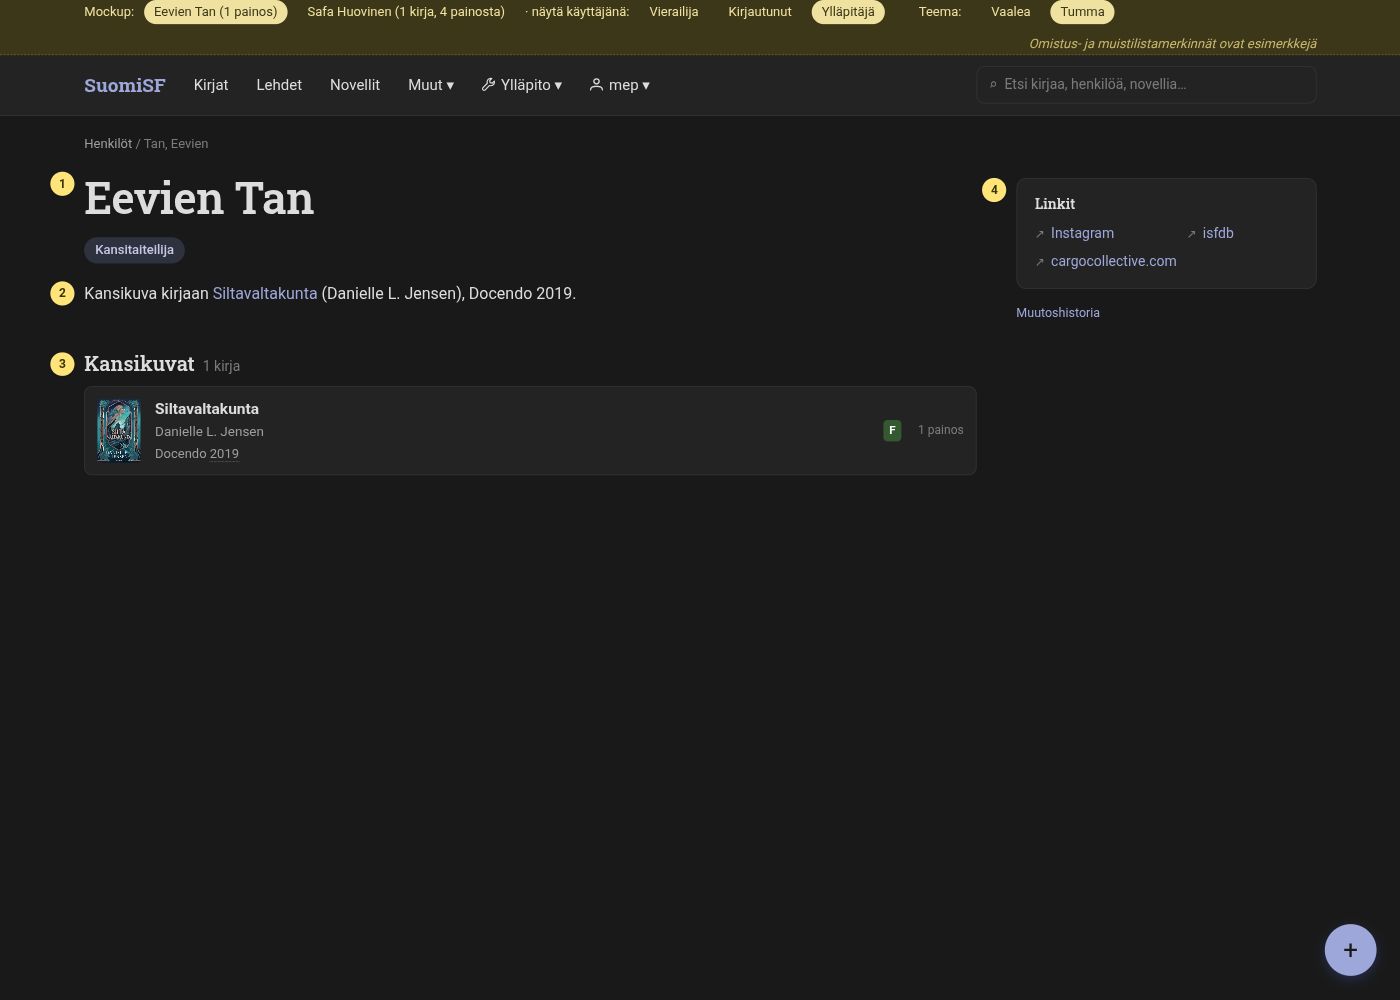 Mockup: Eevien Tan (1 painos) Safa Huovinen (1 kirja, 4 painosta) · näytä käyttäjänä: Vierailija Kirjautunut Ylläpitäjä Teema: Vaalea Tumma
Omistus- ja muistilistamerkinnät ovat esimerkkejä
SuomiSF Kirjat Lehdet Novellit Muut ▾ Ylläpito ▾ mep ▾ Etsi kirjaa, henkilöä, novellia…
Henkilöt / Tan, Eevien
1 Eevien Tan
Kansitaiteilija
2 Kansikuva kirjaan Siltavaltakunta (Danielle L. Jensen), Docendo 2019.
3 Kansikuvat 1 kirja
Siltavaltakunta
Danielle L. Jensen
Docendo 2019
F 1 painos
4 Linkit
↗ Instagram ↗ isfdb
↗ cargocollective.com
Muutoshistoria
+